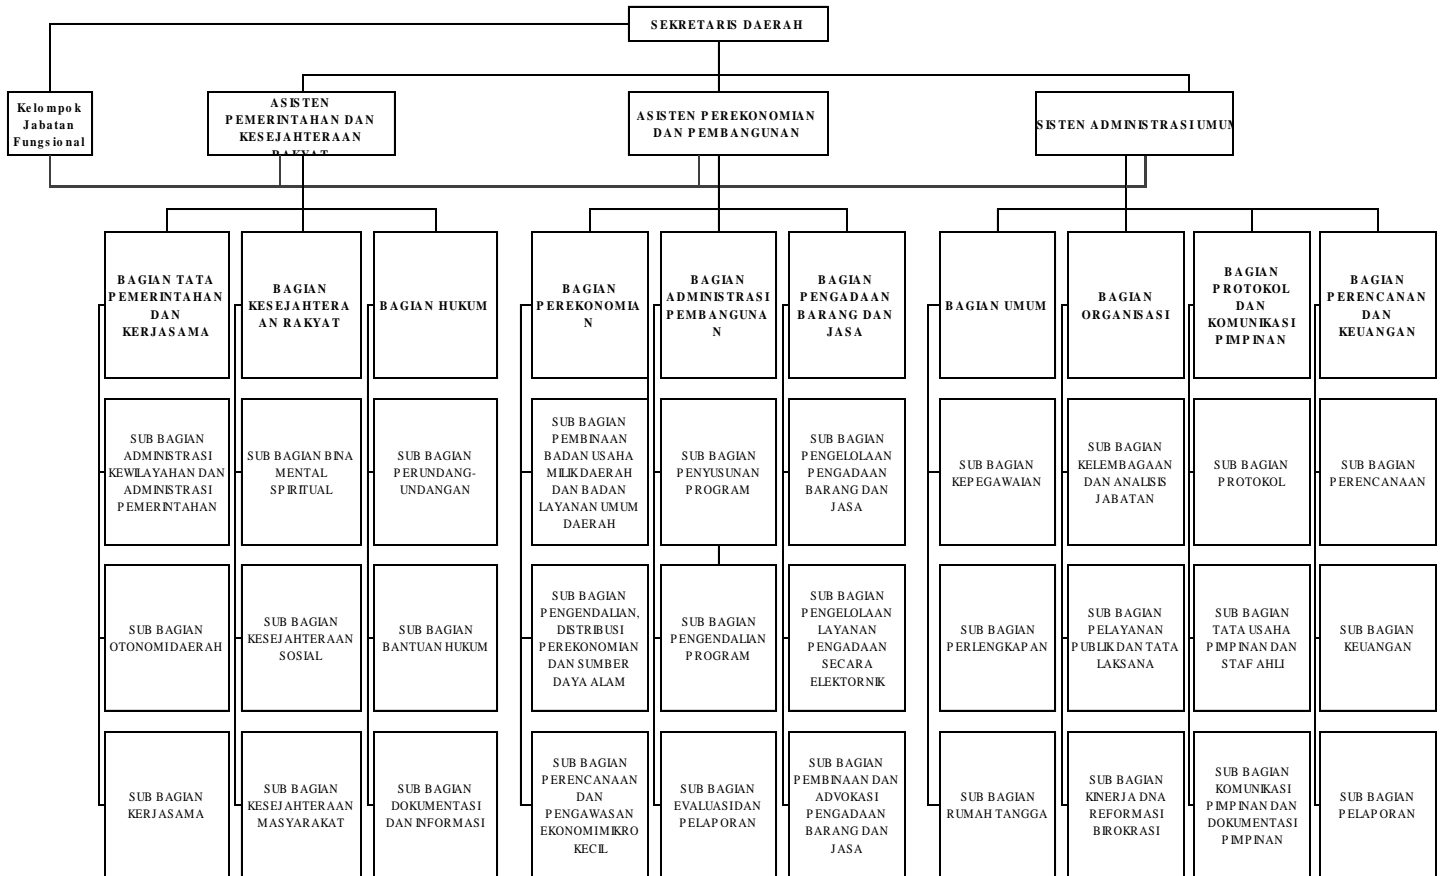 SEKRETARIS DAERAH
Kelompok
Jabatan
Fungsional
ASISTEN
PEMERINTAHAN DAN
KESEJAHTERAAN
RAKYAT
ASISTEN PEREKONOMIAN
DAN PEMBANGUNAN
SISTEN ADMINISTRASI UMUM
BAGIAN TATA
PEMERINTAHAN
DAN
KERJASAMA
BAGIAN
KESEJAHTERA
AN RAKYAT
BAGIAN HUKUM
BAGIAN
PEREKONOMIA
N
BAGIAN
ADMINISTRASI
PEMBANGUNA
N
BAGIAN
PENGADAAN
BARANG DAN
JASA
BAGIAN UMUM
BAGIAN
ORGANISASI
BAGIAN
PROTOKOL
DAN
KOMUNIKASI
PIMPINAN
BAGIAN
PERENCANAN
DAN
KEUANGAN
SUB BAGIAN
ADMINISTRASI
KEWILAYAHAN DAN
ADMINISTRASI
PEMERINTAHAN
SUB BAGIAN BINA
MENTAL
SPIRITUAL
SUB BAGIAN
PERUNDANG-
UNDANGAN
SUB BAGIAN
PEMBINAAN
BADAN USAHA
MILIK DAERAH
DAN BADAN
LAYANAN UMUM
DAERAH
SUB BAGIAN
PENYUSUNAN
PROGRAM
SUB BAGIAN
PENGELOLAAN
PENGADAAN
BARANG DAN
JASA
SUB BAGIAN
KEPEGAWAIAN
SUB BAGIAN
KELEMBAGAAN
DAN ANALISIS
JABATAN
SUB BAGIAN
PROTOKOL
SUB BAGIAN
PERENCANAAN
SUB BAGIAN
OTONOMI DAERAH
SUB BAGIAN
KESEJAHTERAAN
SOSIAL
SUB BAGIAN
BANTUAN HUKUM
SUB BAGIAN
PENGENDALIAN,
DISTRIBUSI
PEREKONOMIAN
DAN SUMBER
DAYA ALAM
SUB BAGIAN
PENGENDALIAN
PROGRAM
SUB BAGIAN
PENGELOLAAN
LAYANAN
PENGADAAN
SECARA
ELEKTORNIK
SUB BAGIAN
PERLENGKAPAN
SUB BAGIAN
PELAYANAN
PUBLIK DAN TATA
LAKSANA
SUB BAGIAN
TATA USAHA
PIMPINAN DAN
STAF AHLI
SUB BAGIAN
KEUANGAN
SUB BAGIAN
KERJASAMA
SUB BAGIAN
KESEJAHTERAAN
MASYARAKAT
SUB BAGIAN
DOKUMENTASI
DAN INFORMASI
SUB BAGIAN
PERENCANAAN
DAN
PENGAWASAN
EKONOMI MIKRO
KECIL
SUB BAGIAN
EVALUASI DAN
PELAPORAN
SUB BAGIAN
PEMBINAAN DAN
ADVOKASI
PENGADAAN
BARANG DAN
JASA
SUB BAGIAN
RUMAH TANGGA
SUB BAGIAN
KINERJA DNA
REFORMASI
BIROKRASI
SUB BAGIAN
KOMUNIKASI
PIMPINAN DAN
DOKUMENTASI
PIMPINAN
SUB BAGIAN
PELAPORAN